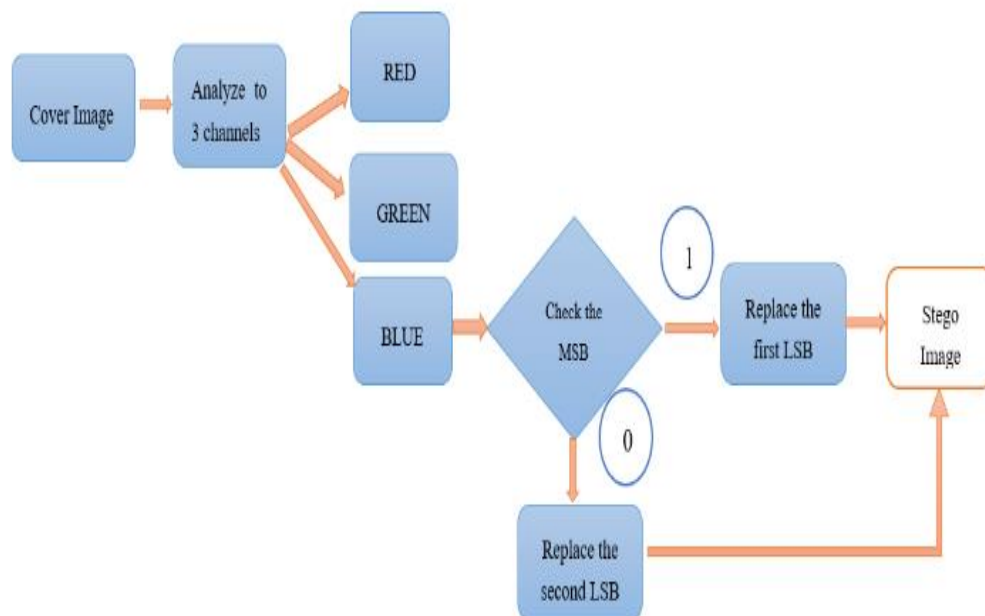 Cover Image
Analyze to
3 channels
RED
GREEN
BLUE
Check the
MSB
1
Replace the
first LSB
Stego
Image
0
Replace the
second LSB